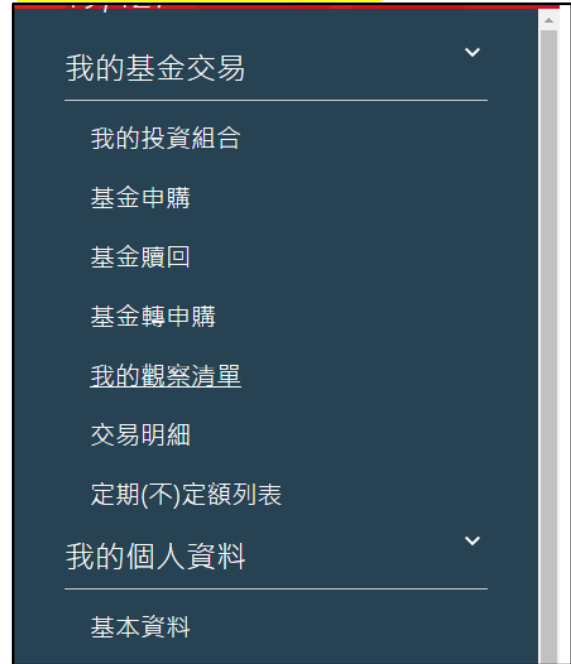 我的基金交易
我的投資組合
基金申購
基金贖回
基金轉申購
我的觀察清單
交易明細
定期(不)定額列表
我的個人資料
基本資料